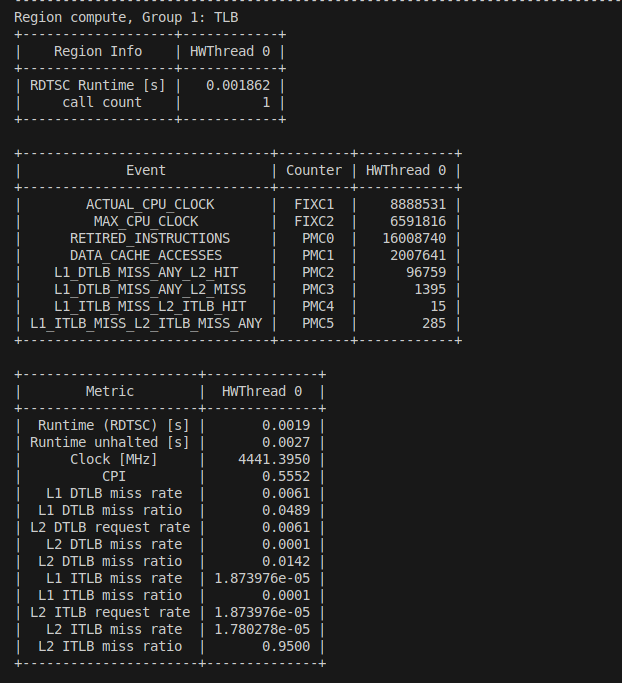 Region compute, Group 1: TLB
+-------------------+------------+
|    Region Info    | HWThread 0 |
+-------------------+------------+
| RDTSC Runtime [s] |   0.001862 |
|     call count    |          1 |
+-------------------+------------+
+------------------------------+---------+------------+
|             Event            | Counter | HWThread 0 |
+------------------------------+---------+------------+
|       ACTUAL_CPU_CLOCK       |  FIXC1  |    8888531 |
|         MAX_CPU_CLOCK        |  FIXC2  |    6591816 |
|     RETIRED_INSTRUCTIONS     |   PMC0  |   16008740 |
|     DATA_CACHE_ACCESSES      |   PMC1  |    2007641 |
|   L1_DTLB_MISS_ANY_L2_HIT    |   PMC2  |      96759 |
|   L1_DTLB_MISS_ANY_L2_MISS   |   PMC3  |       1395 |
|   L1_ITLB_MISS_L2_ITLB_HIT   |   PMC4  |         15 |
| L1_ITLB_MISS_L2_ITLB_MISS_ANY |   PMC5  |        285 |
+------------------------------+---------+------------+
+----------------------+--------------+
|        Metric        |  HWThread 0  |
+----------------------+--------------+
|  Runtime (RDTSC) [s] |       0.0019 |
| Runtime unhalted [s] |       0.0027 |
|      Clock [MHz]     |    4441.3950 |
|          CPI         |       0.5552 |
|   L1 DTLB miss rate  |       0.0061 |
|  L1 DTLB miss ratio  |       0.0489 |
| L2 DTLB request rate |       0.0061 |
|   L2 DTLB miss rate  |       0.0001 |
|  L2 DTLB miss ratio  |       0.0142 |
|   L1 ITLB miss rate  | 1.873976e-05 |
|  L1 ITLB miss ratio  |       0.0001 |
| L2 ITLB request rate | 1.873976e-05 |
|   L2 ITLB miss rate  | 1.780278e-05 |
|  L2 ITLB miss ratio  |       0.9500 |
+----------------------+--------------+